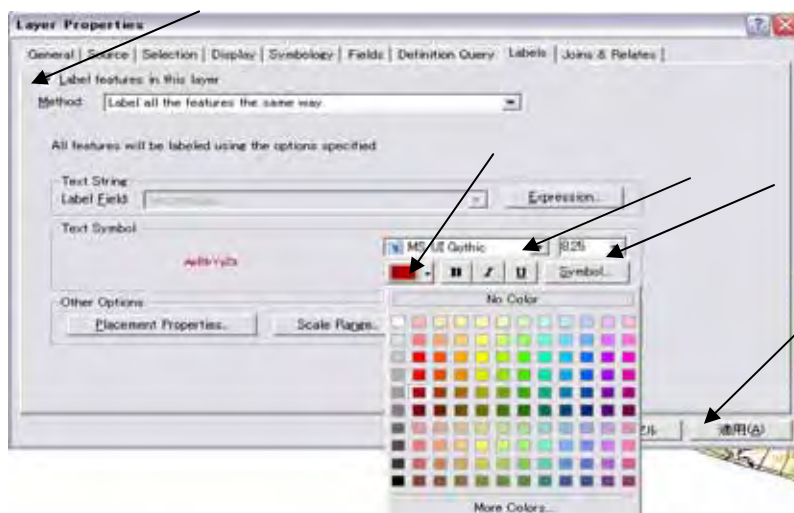 Layer Properties
General | Source | Selection | Display | Symbology | Fields | Definition Query | Labels | Joins & Relates |
Label features in this layer
Method: Label all the features the same way.
All features will be labeled using the options specified.
Text String
Label Field: Expression...
Text Symbol
AaBbYyZz MS UI Gothic 8.25
B I U Symbol...
No Color
Other Options
Placement Properties... Scale Range...
セル 適用(A)
More Colors...